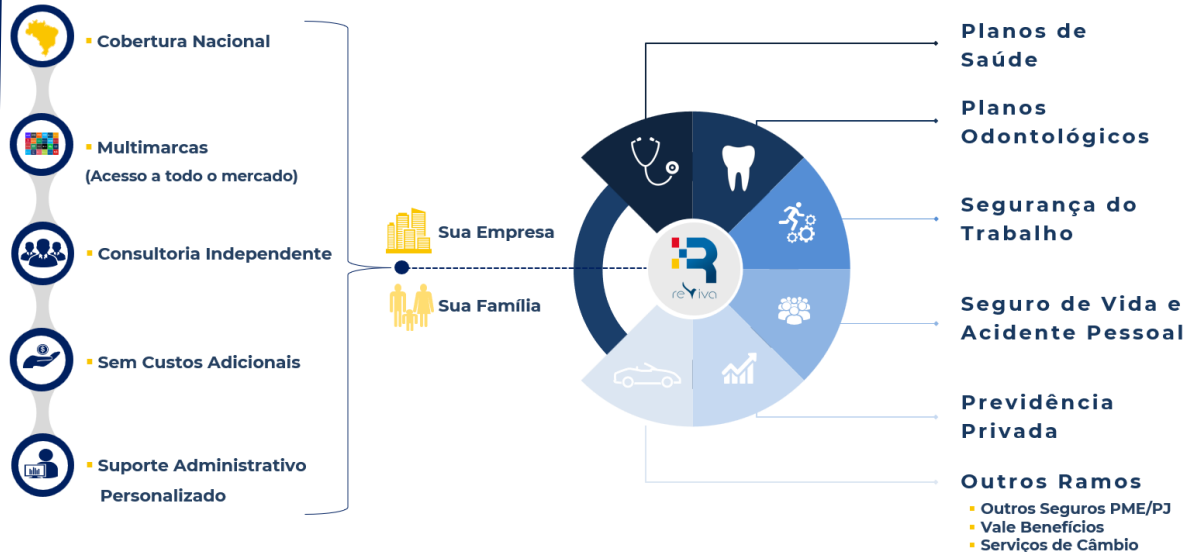 Cobertura Nacional
Multimarcas
(Acesso a todo o mercado)
Consultoria Independente
Sem Custos Adicionais
Suporte Administrativo
Personalizado
Sua Empresa
Sua Família
reViva
Planos de
Saúde
Planos
Odontológicos
Segurança do
Trabalho
Seguro de Vida e
Acidente Pessoal
Previdência
Privada
Outros Ramos
Outros Seguros PME/PJ
Vale Benefícios
Serviços de Câmbio